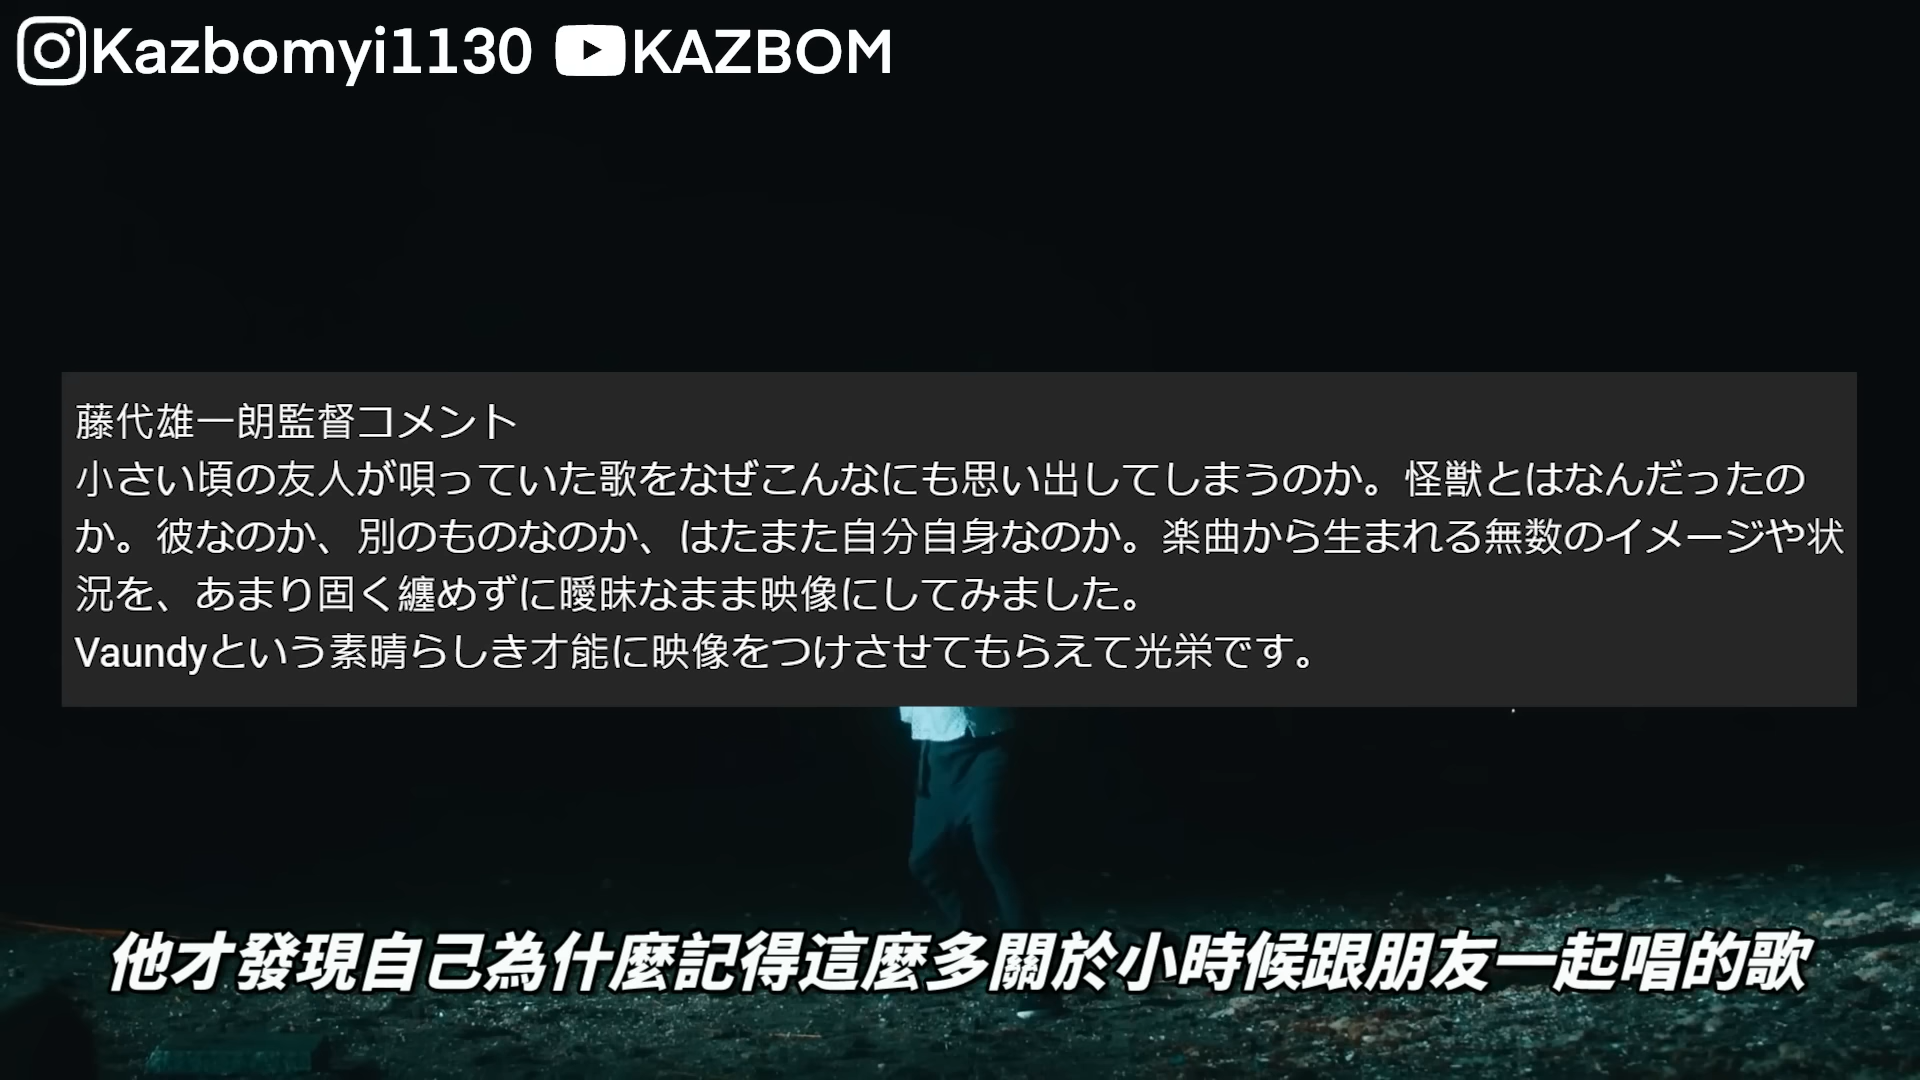 Kazbomyi1130 KAZBOM
藤代雄一朗監督コメント
小さい頃の友人が唄っていた歌をなぜこんなにも思い出してしまうのか。怪獣とはなんだったの
か。彼なのか、別のものなのか、はたまた自分自身なのか。楽曲から生まれる無数のイメージや状
況を、あまり固く纏めずに曖昧なまま映像にしてみました。
Vaundyという素晴らしき才能に映像をつけさせてもらえて光栄です。
他才發現自己為什麼記得這麼多關於小時候跟朋友一起唱的歌